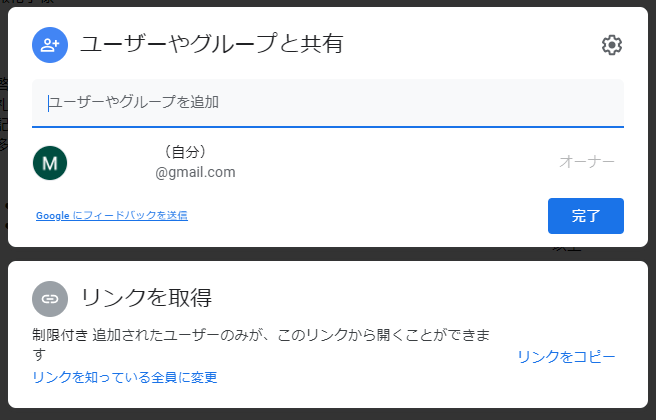 ユーザーやグループと共有
ユーザーやグループを追加
M
（自分）
@gmail.com
オーナー
Google にフィードバックを送信
完了
リンクを取得
制限付き 追加されたユーザーのみが、このリンクから開くことができま
す
リンクをコピー
リンクを知っている全員に変更